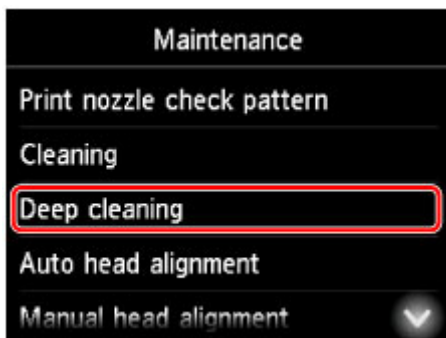 Maintenance
Print nozzle check pattern
Cleaning
Deep cleaning
Auto head alignment
Manual head alignment